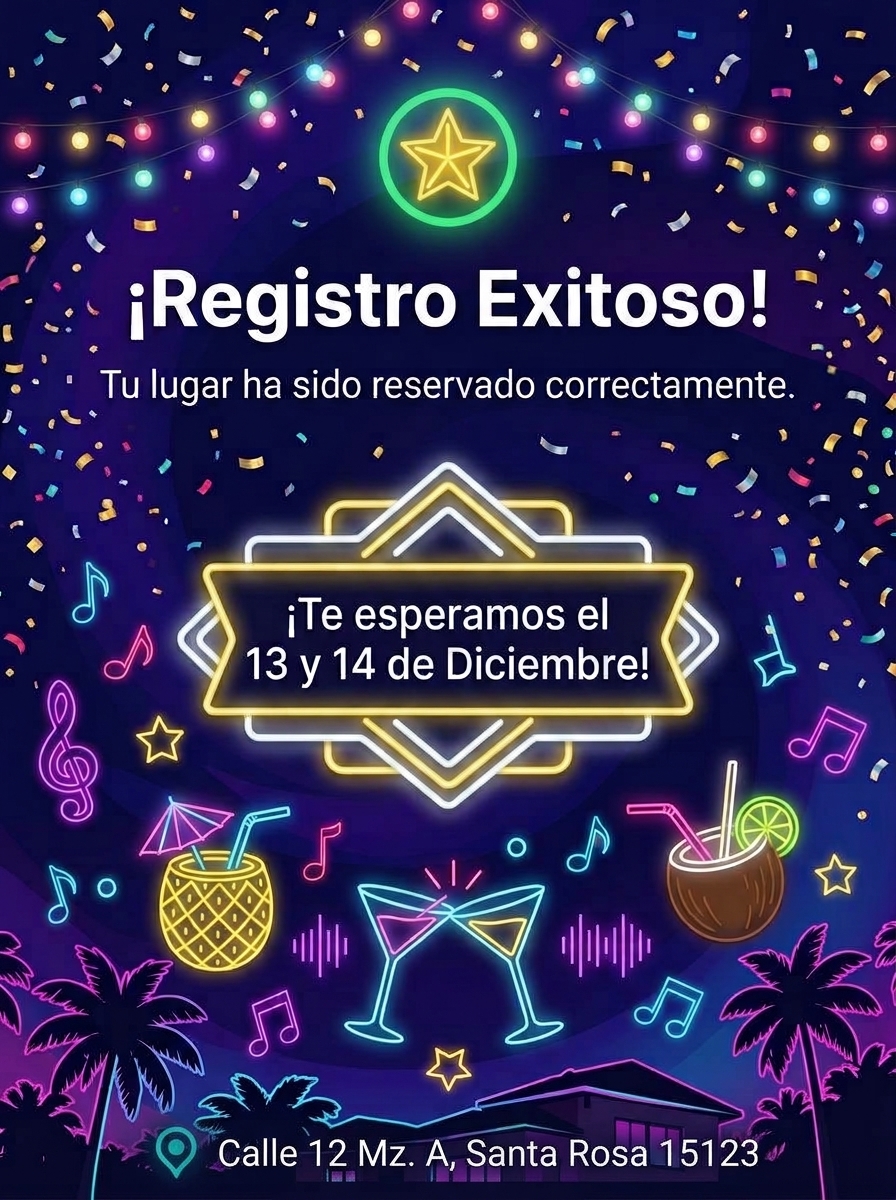 ¡Registro Exitoso!
Tu lugar ha sido reservado correctamente.
¡Te esperamos el
13 y 14 de Diciembre!
Calle 12 Mz. A, Santa Rosa 15123